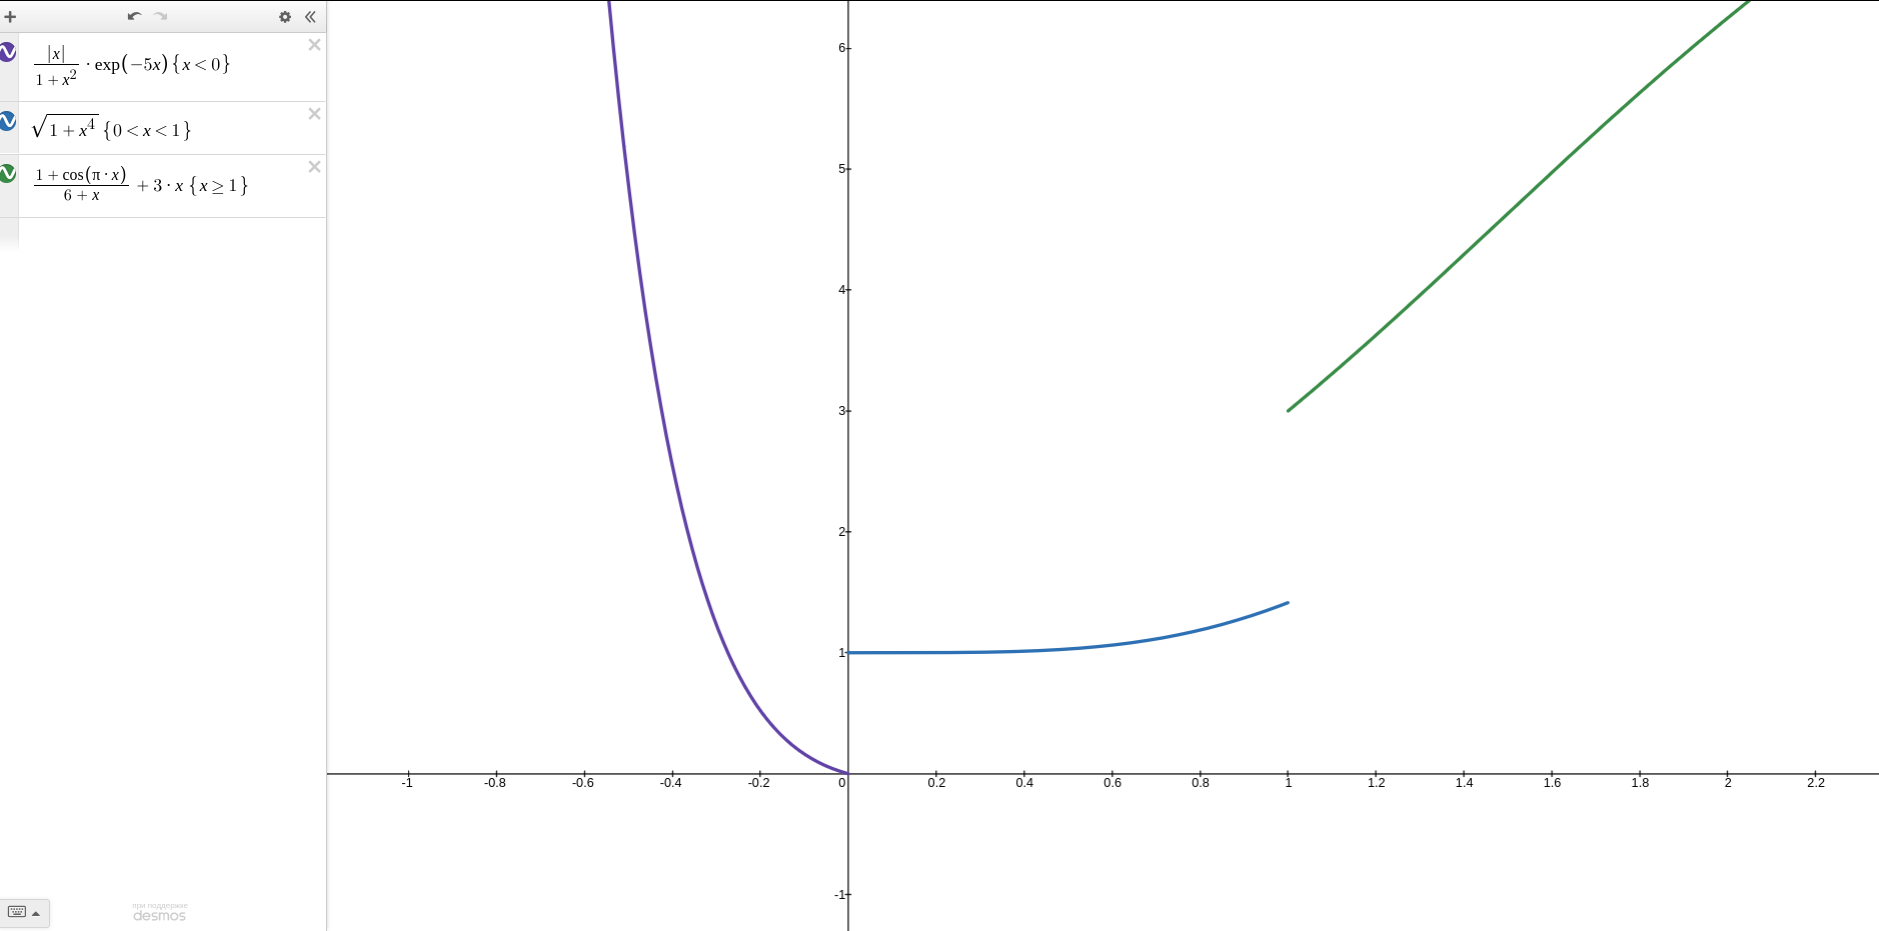 |x|/(1 + x²) · exp(−5x) {x < 0}
√(1 + x⁴) {0 < x < 1}
(1 + cos(π · x))/(6 + x) + 3 · x {x ≥ 1}
при поддержке
desmos
6
5
4
3
2
1
-1 -0.8 -0.6 -0.4 -0.2 0 0.2 0.4 0.6 0.8 1 1.2 1.4 1.6 1.8 2 2.2
-1